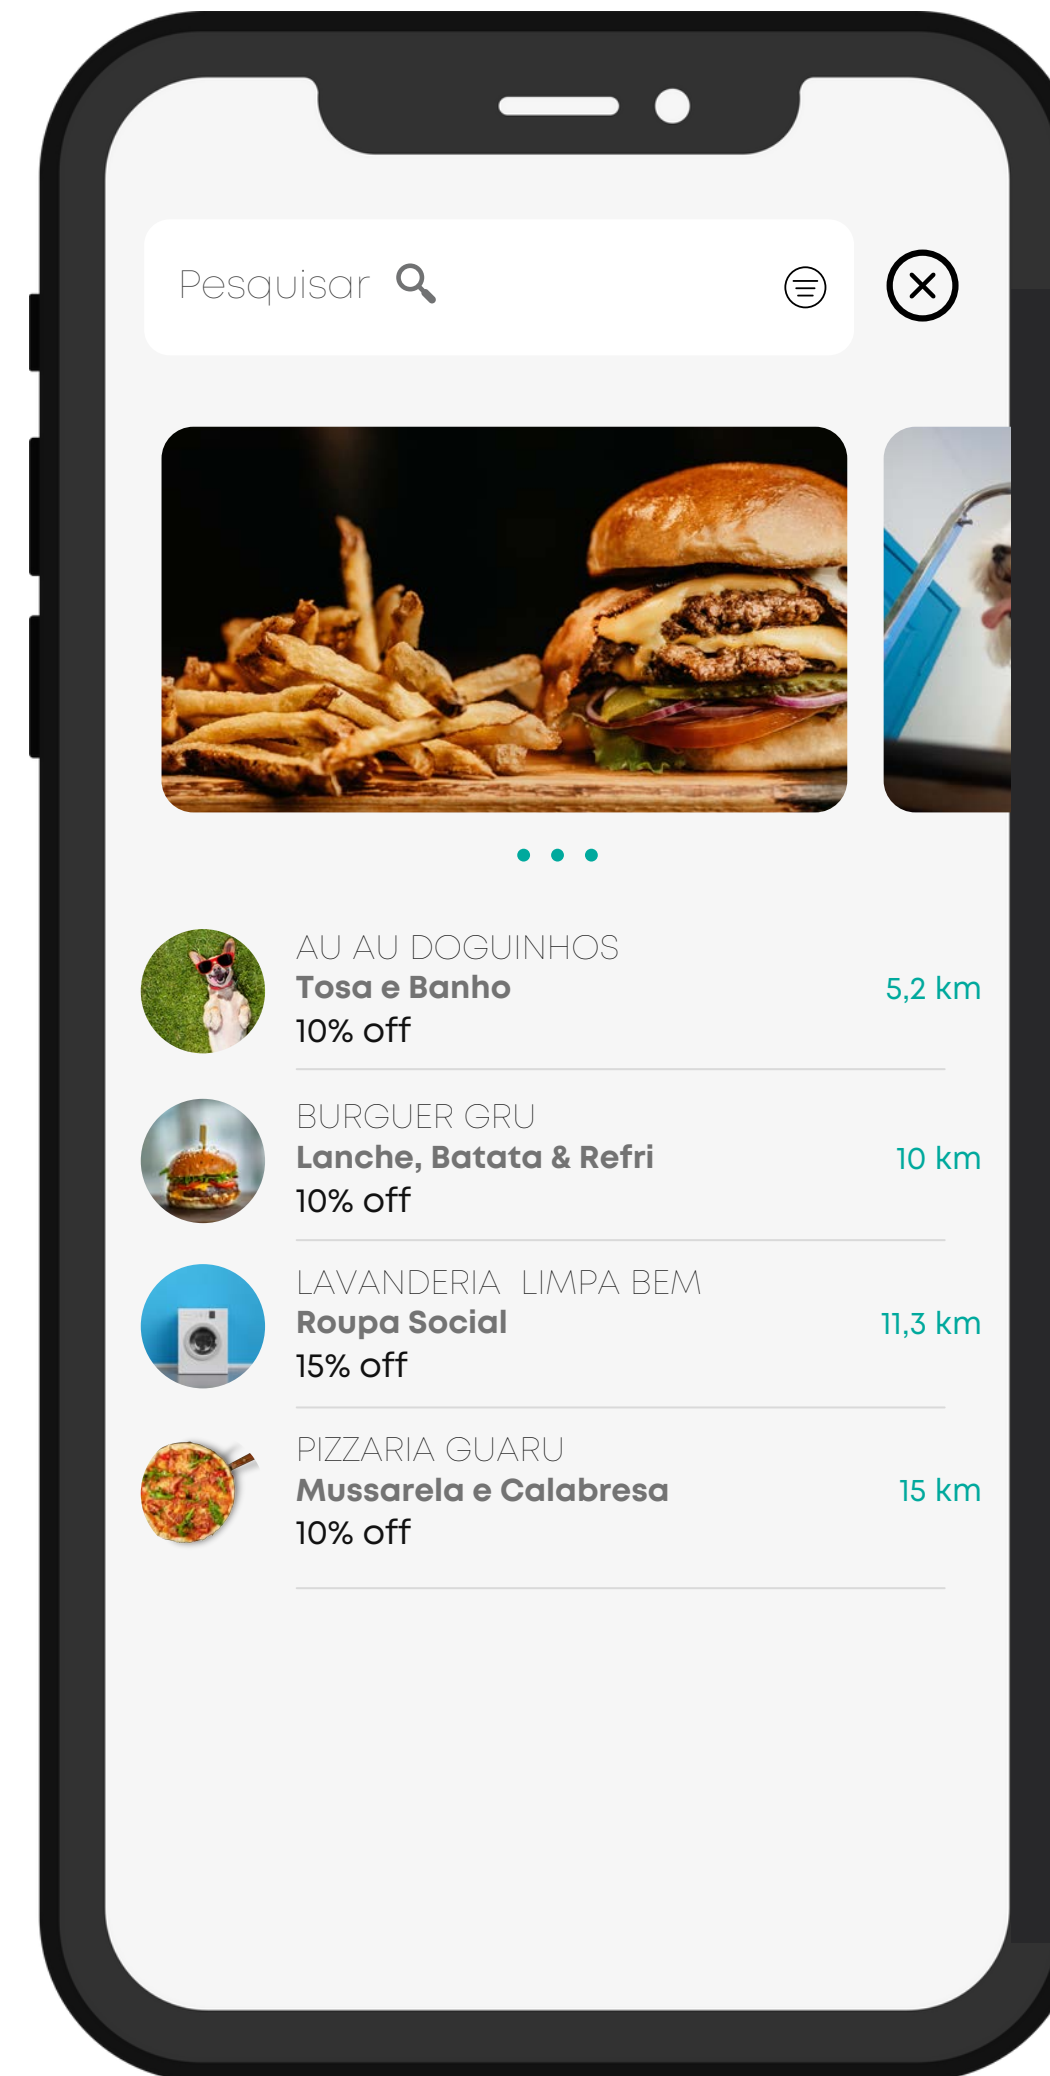 Pesquisar
AU AU DOGUINHOS
Tosa e Banho
5,2 km
10% off
BURGUER GRU
Lanche, Batata & Refri
10 km
10% off
LAVANDERIA LIMPA BEM
Roupa Social
11,3 km
15% off
PIZZARIA GUARU
Mussarela e Calabresa
15 km
10% off